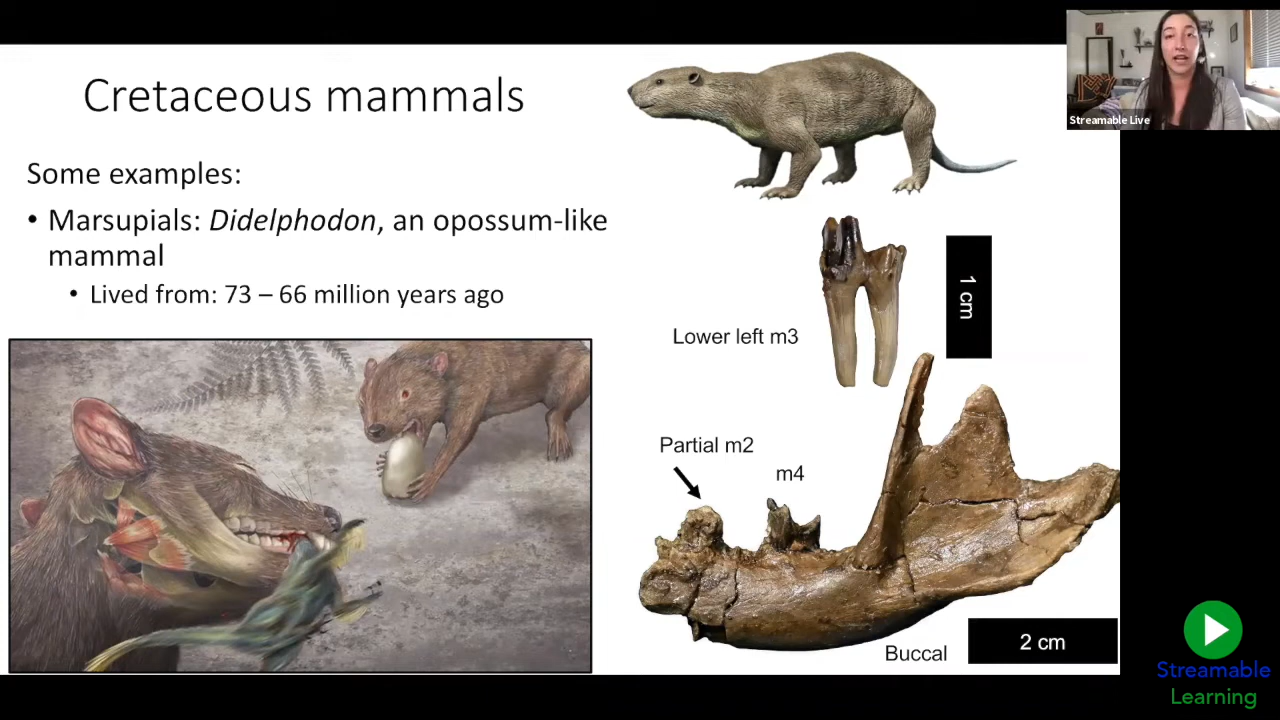 Cretaceous mammals
Some examples:
• Marsupials: Didelphodon, an opossum-like
mammal
• Lived from: 73 – 66 million years ago
Lower left m3
1 cm
Partial m2
m4
Buccal
2 cm
Streamable Live
Streamable
Learning